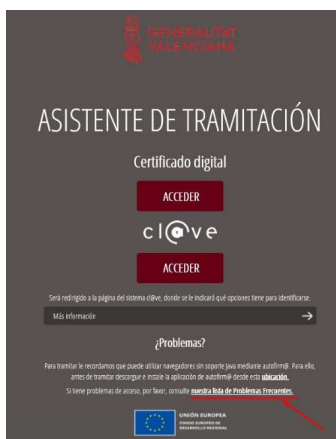 GENERALITAT
VALENCIANA
ASISTENTE DE TRAMITACIÓN
Certificado digital
ACCEDER
cl@ve
ACCEDER
Será redirigido a la página del sistema cl@ve, donde se le indicará qué opciones tiene para identificarse.
Más información
¿Problemas?
Para tramitar le recordamos que puede utilizar navegadores sin soporte java mediante autofirm@. Para ello,
antes de tramitar descargue e instale la aplicación de autofirm@ desde esta ubicación.
Si tiene problemas de acceso, por favor, consulte nuestra lista de Problemas Frecuentes.
UNIÓN EUROPEA
FONDO EUROPEO DE
DESARROLLO REGIONAL